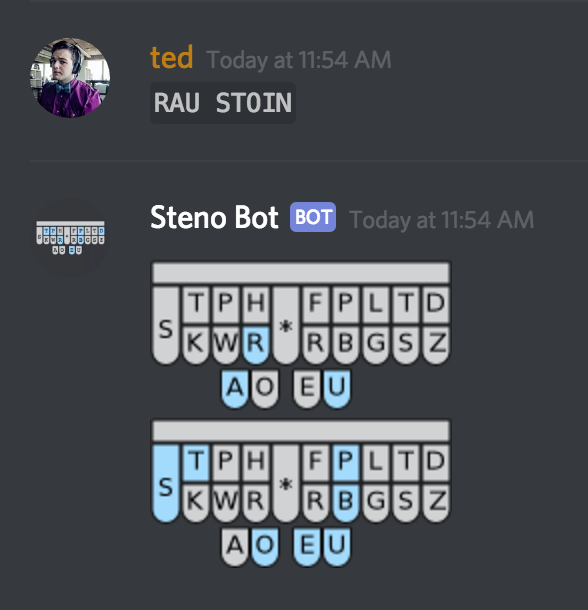 ted Today at 11:54 AM
RAU STOIN
Steno Bot BOT Today at 11:54 AM
T P H F P L T D
S *
K W R R B G S Z
A O E U
T P H F P L T D
S *
K W R R B G S Z
A O E U